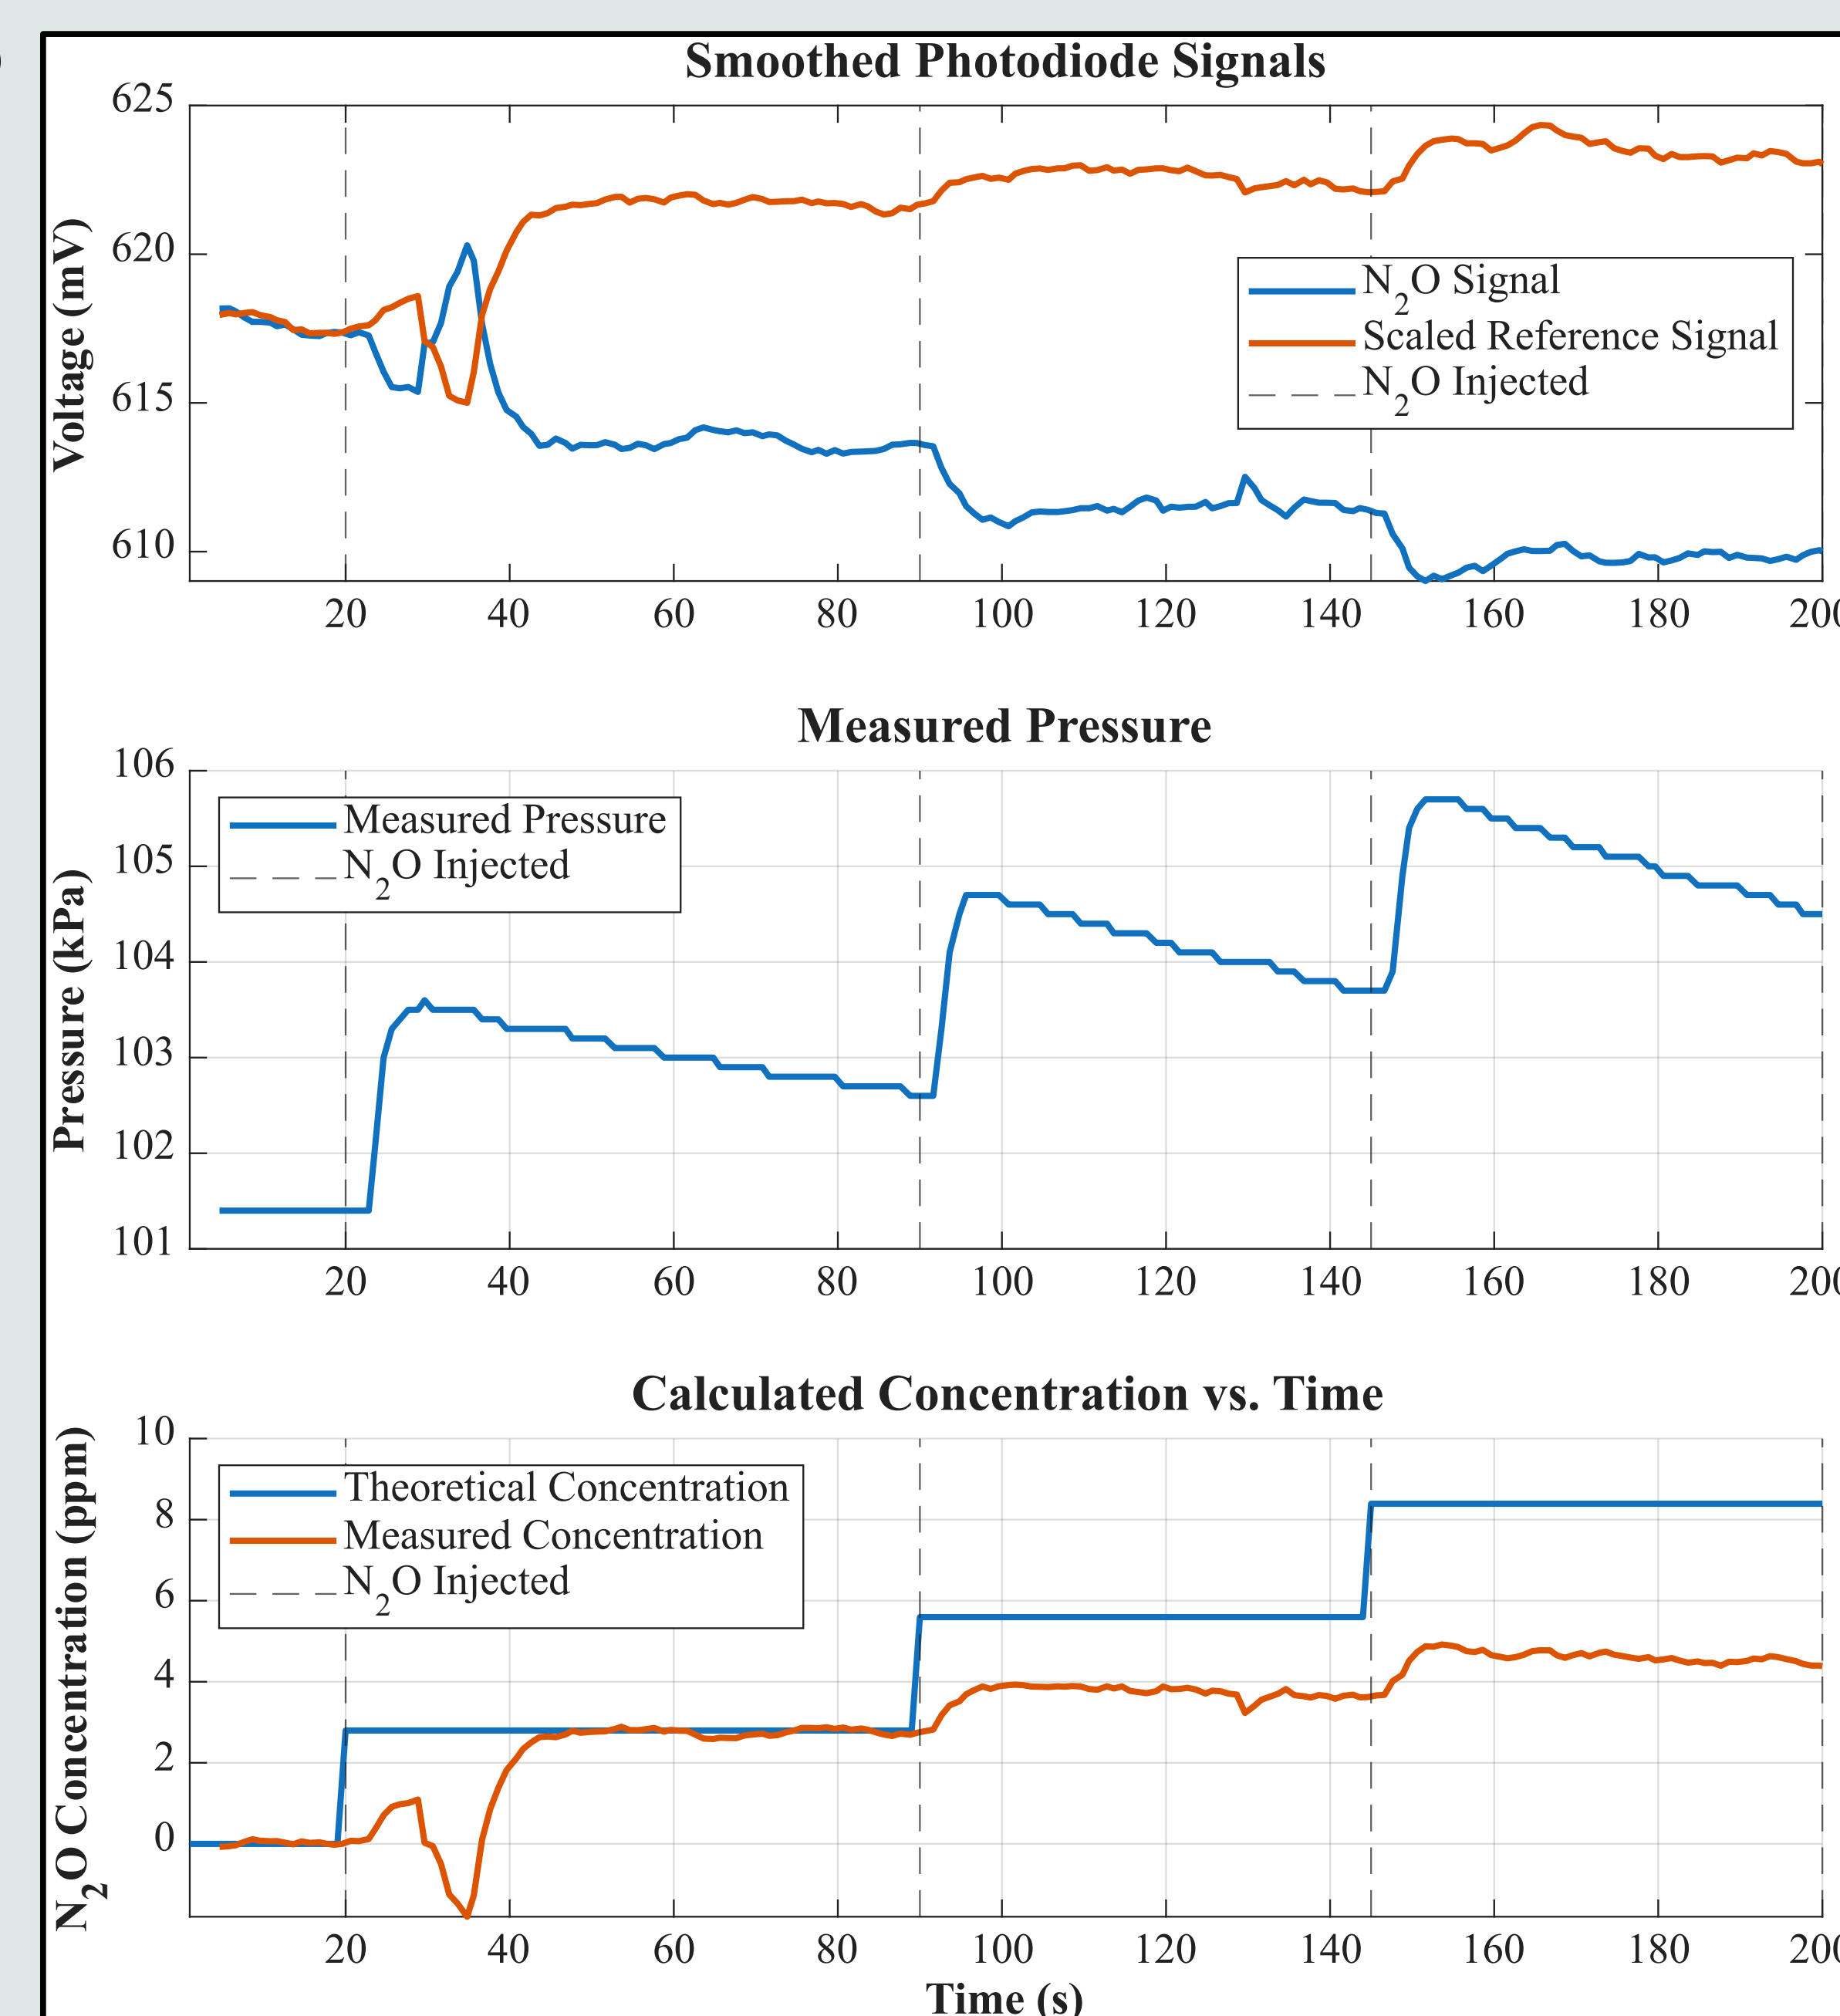 Smoothed Photodiode Signals
625
620
615
610
Voltage (mV)
N2O Signal
Scaled Reference Signal
N2O Injected
20 40 60 80 100 120 140 160 180 200
Measured Pressure
106
105
104
103
102
101
Pressure (kPa)
Measured Pressure
N2O Injected
20 40 60 80 100 120 140 160 180 200
Calculated Concentration vs. Time
10
8
6
4
2
0
N2O Concentration (ppm)
Theoretical Concentration
Measured Concentration
N2O Injected
20 40 60 80 100 120 140 160 180 200
Time (s)